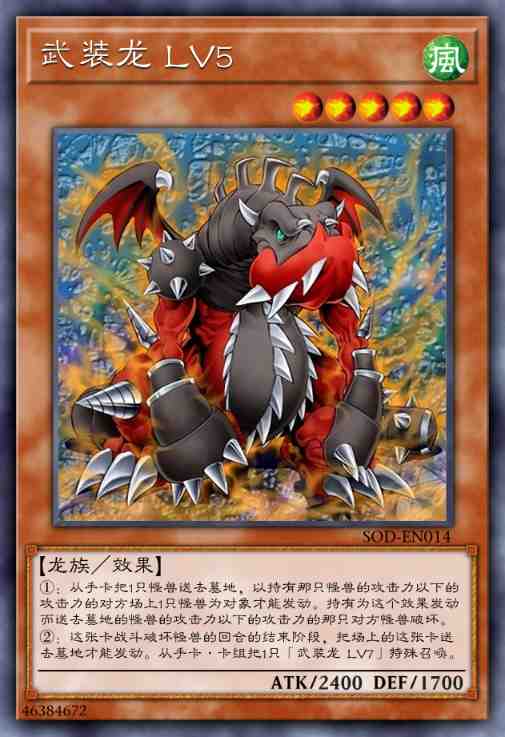 武装龙 LV5
風
SOD-EN014
【龙族／效果】
①：从手卡把1只怪兽送去墓地，以持有那只怪兽的攻击力以下的
攻击力的对方场上1只怪兽为对象才能发动。持有为这个效果发动
而送去墓地的怪兽的攻击力以下的攻击力的那只对方怪兽破坏。
②：这张卡战斗破坏怪兽的回合的结束阶段，把场上的这张卡送
去墓地才能发动。从手卡·卡组把1只「武装龙 LV7」特殊召唤。
ATK/2400 DEF/1700
46384672